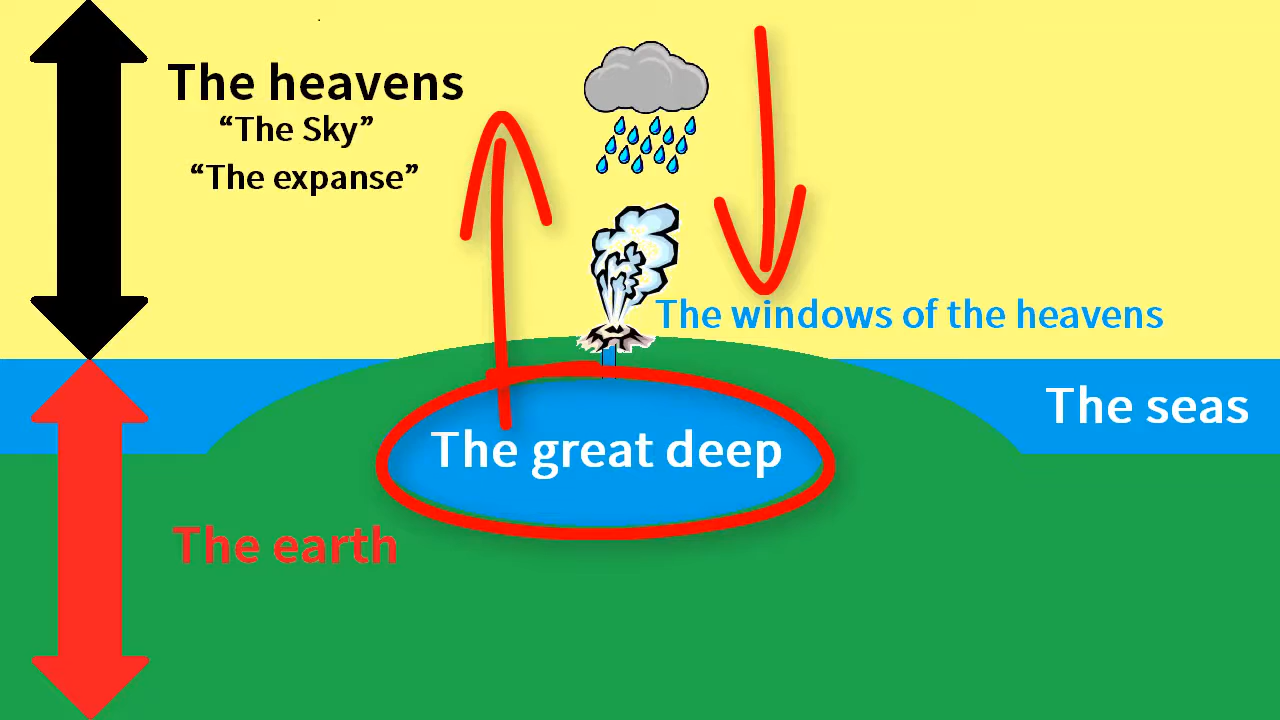 The heavens
“The Sky”
“The expanse”
The windows of the heavens
The seas
The great deep
The earth